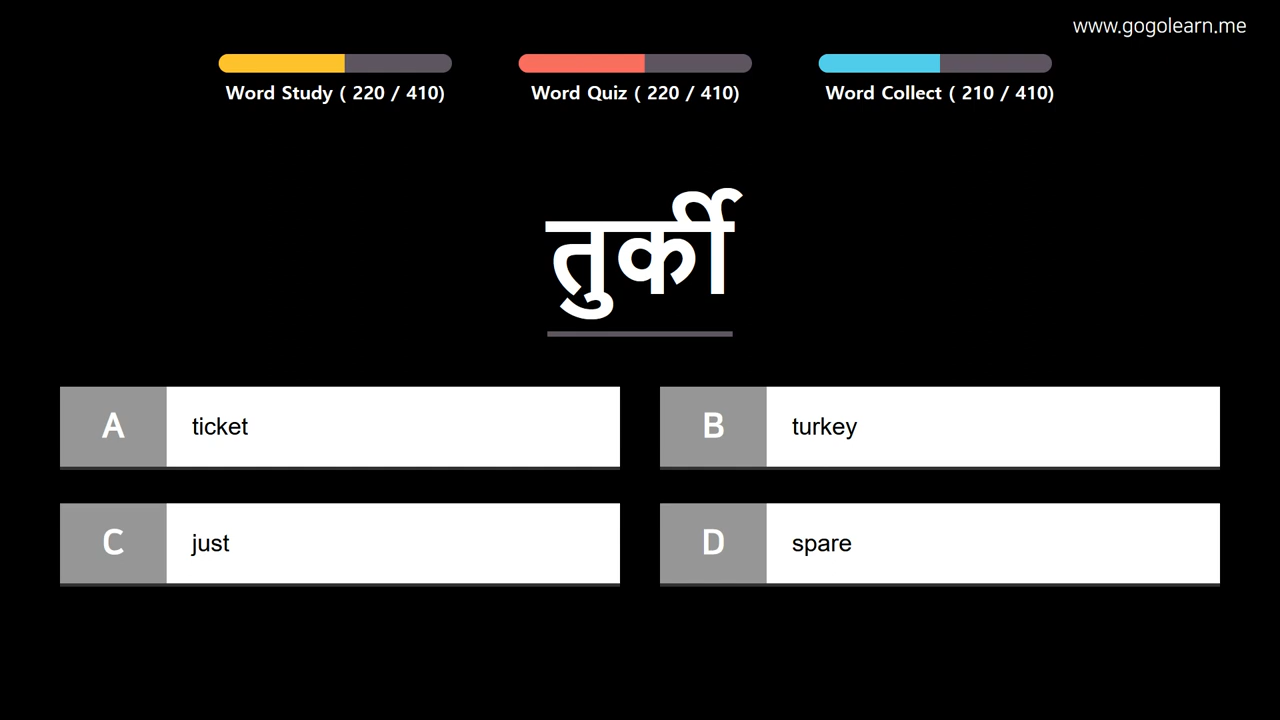 www.gogolearn.me
Word Study ( 220 / 410)
Word Quiz ( 220 / 410)
Word Collect ( 210 / 410)
तुर्की
A
ticket
B
turkey
C
just
D
spare